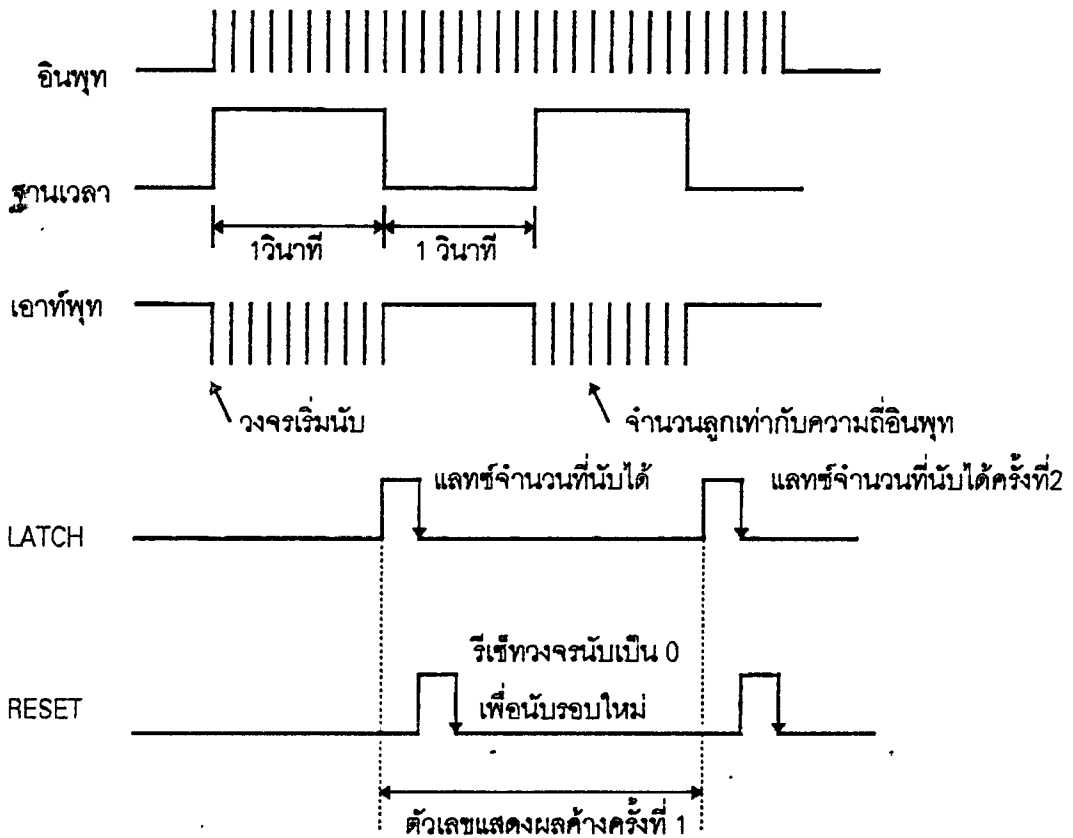 อินพุท
ฐานเวลา
1วินาที
1 วินาที
เอาท์พุท
วงจรเริ่มนับ
จำนวนลูกเท่ากับความถี่อินพุท
แลทช์จำนวนที่นับได้
แลทช์จำนวนที่นับได้ครั้งที่2
LATCH
รีเซ็ทวงจรนับเป็น 0
RESET
เพื่อนับรอบใหม่
ตัวเลขแสดงผลค้างครั้งที่ 1